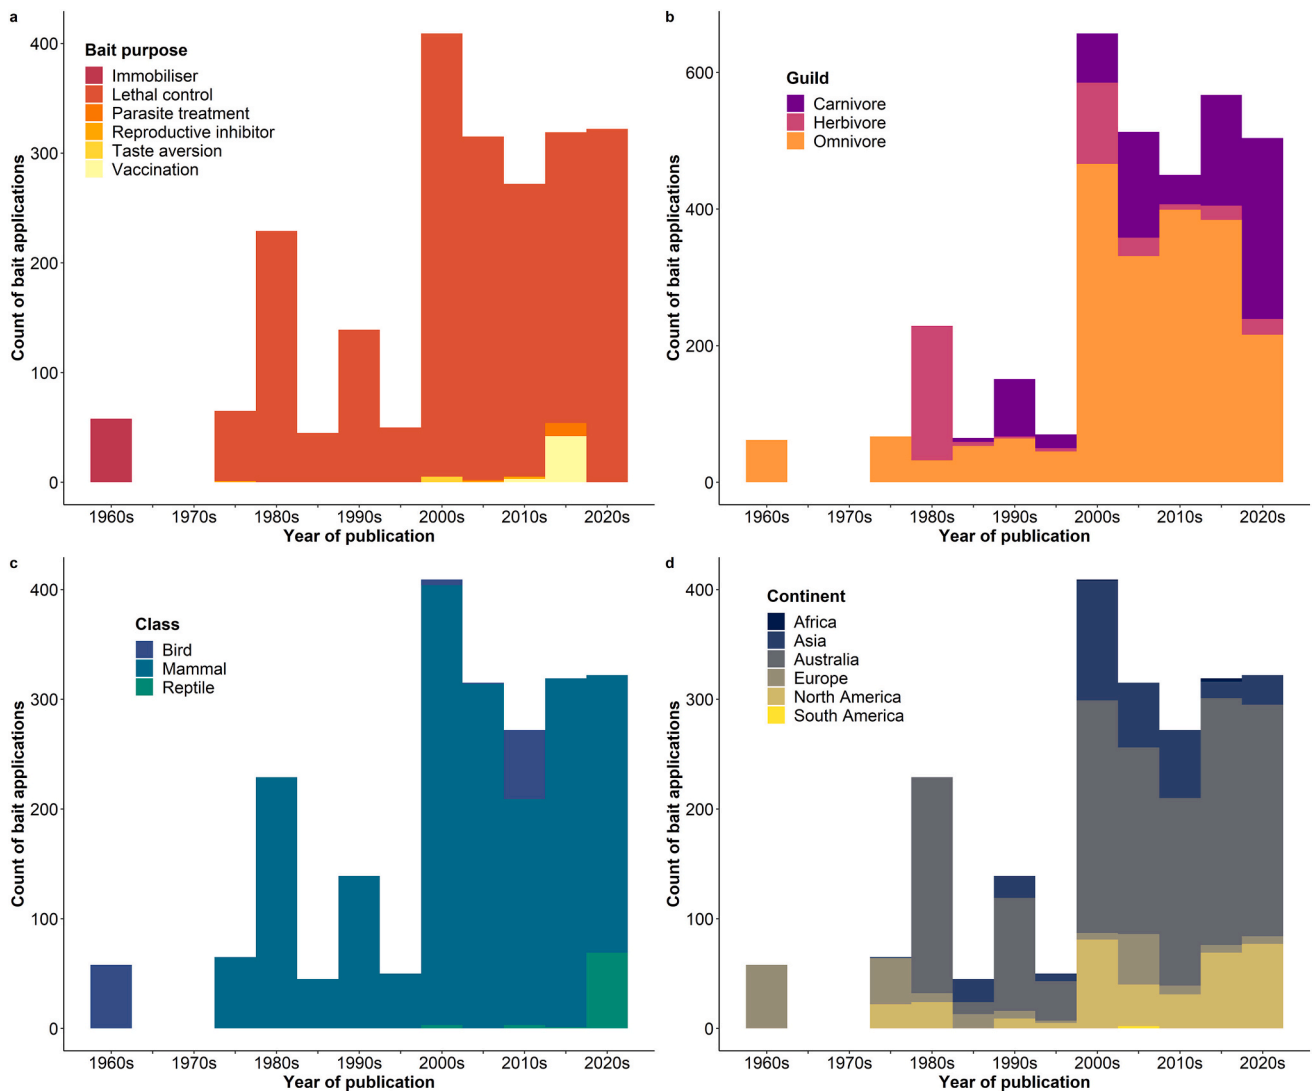 a
Bait purpose
Immobiliser
Lethal control
Parasite treatment
Reproductive inhibitor
Taste aversion
Vaccination
Count of bait applications
400
300
200
100
0
1960s 1970s 1980s 1990s 2000s 2010s 2020s
Year of publication
b
Guild
Carnivore
Herbivore
Omnivore
Count of bait applications
600
400
200
0
1960s 1970s 1980s 1990s 2000s 2010s 2020s
Year of publication
c
Class
Bird
Mammal
Reptile
Count of bait applications
400
300
200
100
0
1960s 1970s 1980s 1990s 2000s 2010s 2020s
Year of publication
d
Continent
Africa
Asia
Australia
Europe
North America
South America
Count of bait applications
400
300
200
100
0
1960s 1970s 1980s 1990s 2000s 2010s 2020s
Year of publication